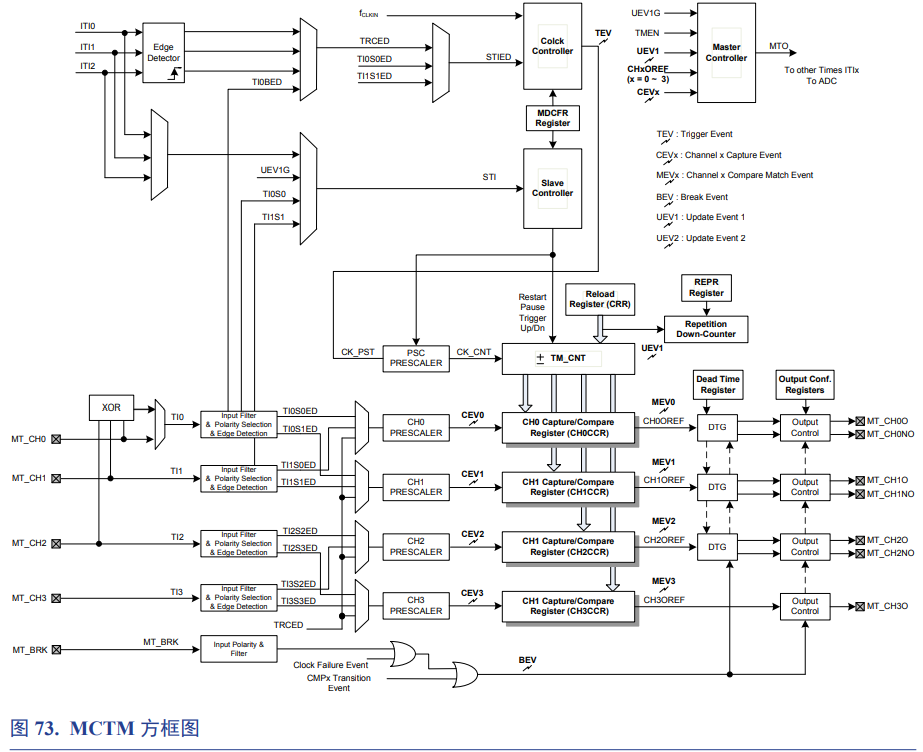 ITI0
ITI1
ITI2
Edge
Detector
TI0BED
fCLKIN
TRCED
TI0S0ED
TI1S1ED
STIED
Colck
Controller
TEV
MDCFR
Register
UEV1G
TMEN
UEV1
CHxOREF
(x = 0 ~ 3)
CEVx
Master
Controller
MTO
To other Times ITIx
To ADC
UEV1G
TI0S0
TI1S1
STI
Slave
Controller
TEV : Trigger Event
CEVx : Channel x Capture Event
MEVx : Channel x Compare Match Event
BEV : Break Event
UEV1 : Update Event 1
UEV2 : Update Event 2
Restart
Pause
Trigger
Up/Dn
Reload
Register (CRR)
REPR
Register
Repetition
Down-Counter
UEV1
CK_PST
PSC
PRESCALER
CK_CNT
± TM_CNT
XOR
MT_CH0
TI0
Input Filter
& Polarity Selection
& Edge Detection
TI0S0ED
TI0S1ED
CH0
PRESCALER
CEV0
CH0 Capture/Compare
Register (CH0CCR)
MEV0
CH0OREF
Dead Time
Register
DTG
Output Conf.
Registers
Output
Control
MT_CH0O
MT_CH0NO
MT_CH1
TI1
Input Filter
& Polarity Selection
& Edge Detection
TI1S0ED
TI1S1ED
CH1
PRESCALER
CEV1
CH1 Capture/Compare
Register (CH1CCR)
MEV1
CH1OREF
DTG
Output
Control
MT_CH1O
MT_CH1NO
MT_CH2
TI2
Input Filter
& Polarity Selection
& Edge Detection
TI2S2ED
TI2S3ED
CH2
PRESCALER
CEV2
CH1 Capture/Compare
Register (CH2CCR)
MEV2
CH2OREF
DTG
Output
Control
MT_CH2O
MT_CH2NO
MT_CH3
TI3
Input Filter
& Polarity Selection
& Edge Detection
TI3S2ED
TI3S3ED
TRCED
CH3
PRESCALER
CEV3
CH1 Capture/Compare
Register (CH3CCR)
MEV3
CH3OREF
Output
Control
MT_CH3O
MT_BRK
MT_BRK
Input Polarity &
Filter
Clock Failure Event
CMPx Transition
Event
BEV
图 73. MCTM 方框图